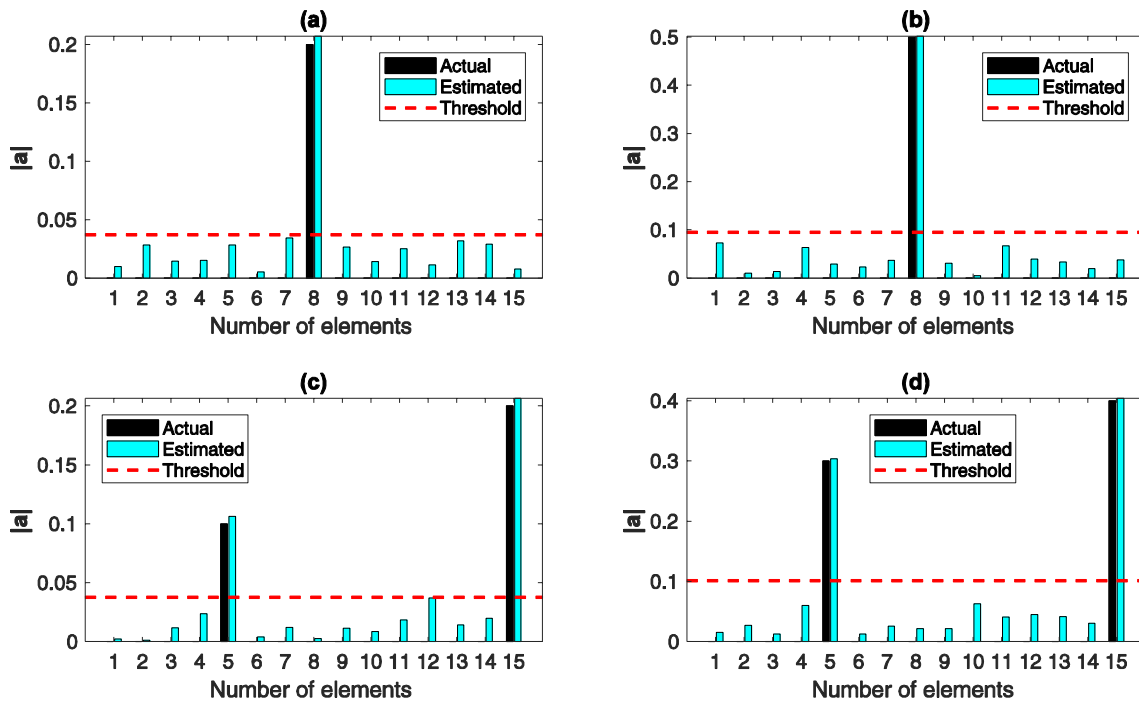 (a)
0.2
0.15
0.1
0.05
0
|a|
Actual
Estimated
Threshold
1 2 3 4 5 6 7 8 9 10 11 12 13 14 15
Number of elements
(b)
0.5
0.4
0.3
0.2
0.1
0
|a|
Actual
Estimated
Threshold
1 2 3 4 5 6 7 8 9 10 11 12 13 14 15
Number of elements
(c)
0.2
0.15
0.1
0.05
0
|a|
Actual
Estimated
Threshold
1 2 3 4 5 6 7 8 9 10 11 12 13 14 15
Number of elements
(d)
0.4
0.3
0.2
0.1
0
|a|
Actual
Estimated
Threshold
1 2 3 4 5 6 7 8 9 10 11 12 13 14 15
Number of elements